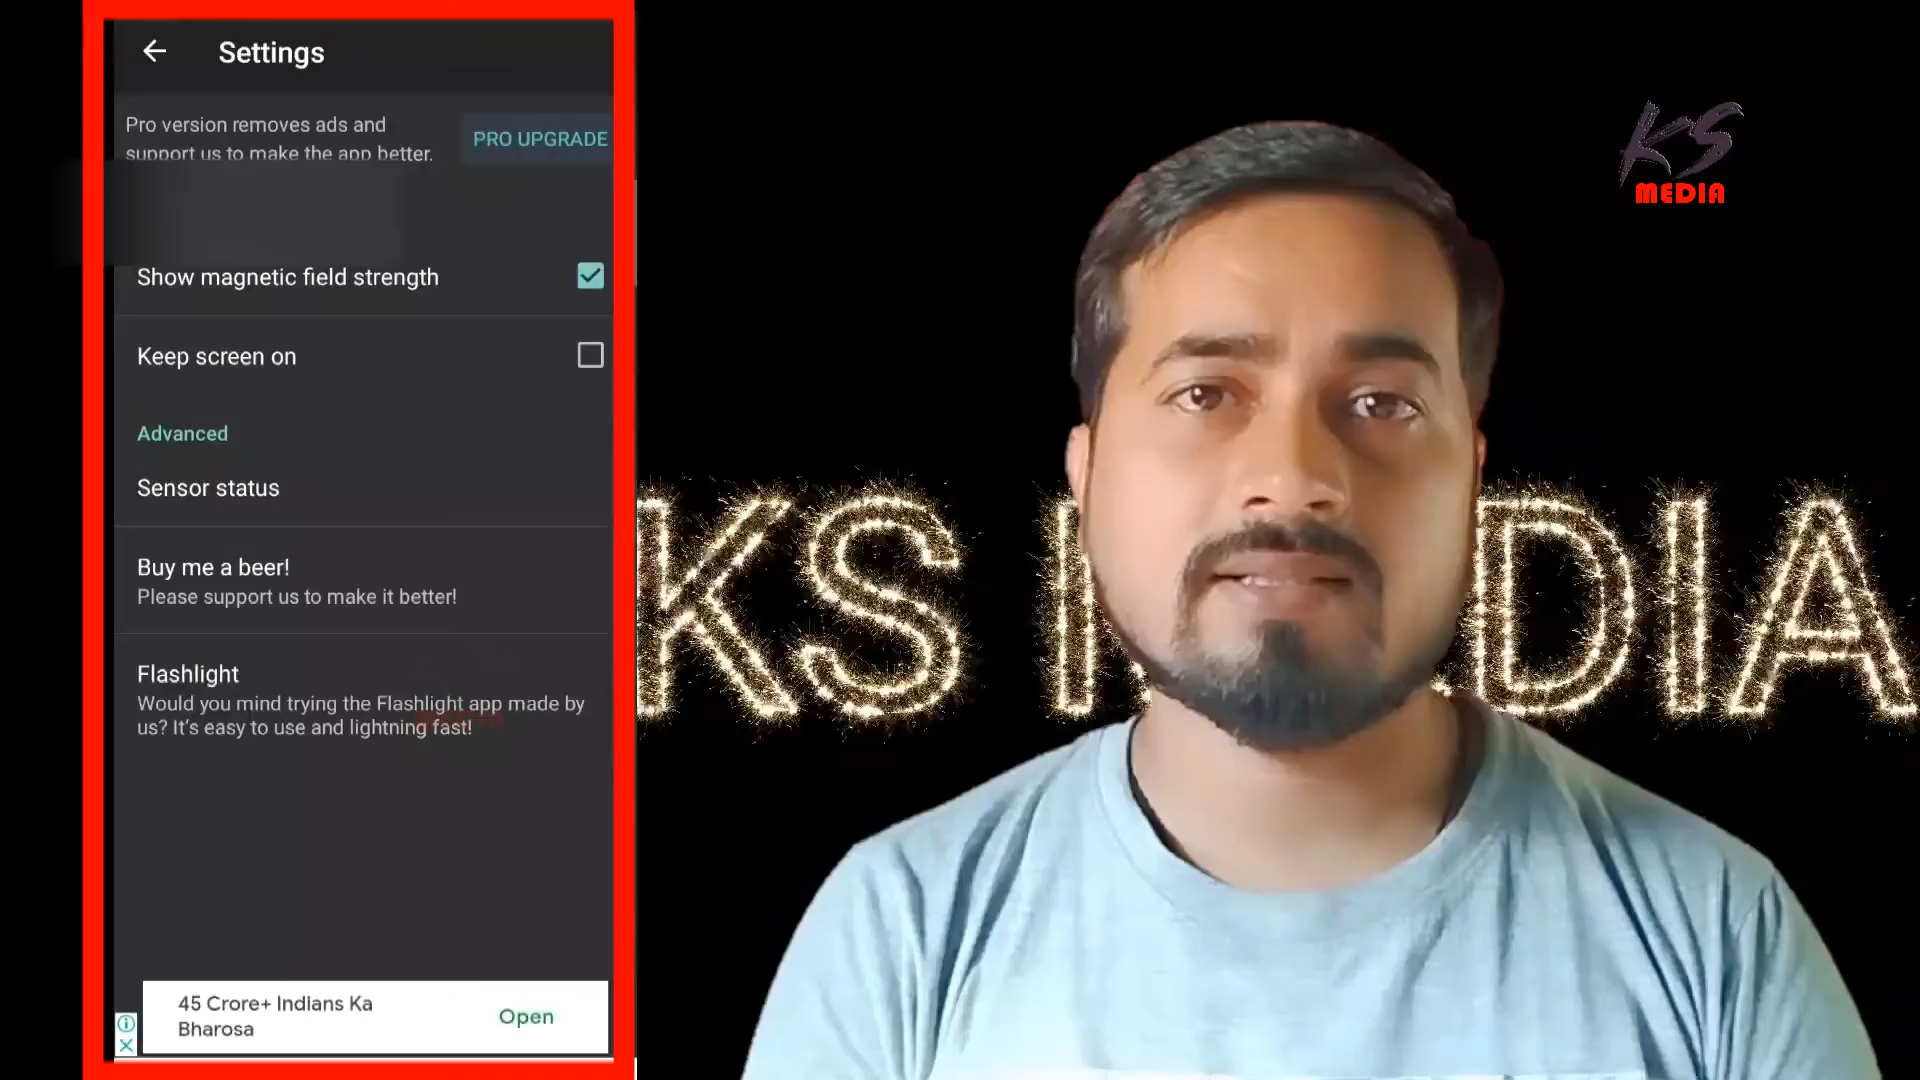 Settings
Pro version removes ads and
support us to make the app better.
PRO UPGRADE
Show magnetic field strength
Keep screen on
Advanced
Sensor status
Buy me a beer!
Please support us to make it better!
Flashlight
Would you mind trying the Flashlight app made by
us? It's easy to use and lightning fast!
45 Crore+ Indians Ka
Bharosa
Open
KS
MEDIA
KS M DIA